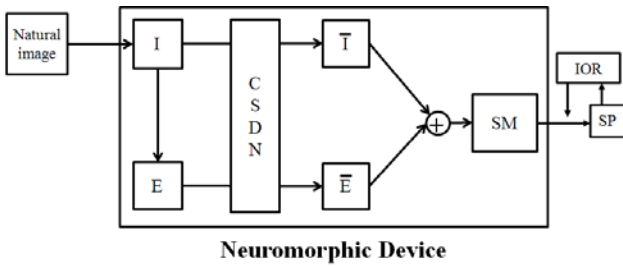 Natural
image
I
C
S
D
N
I̅
IOR
SM
SP
E
E̅
Neuromorphic Device